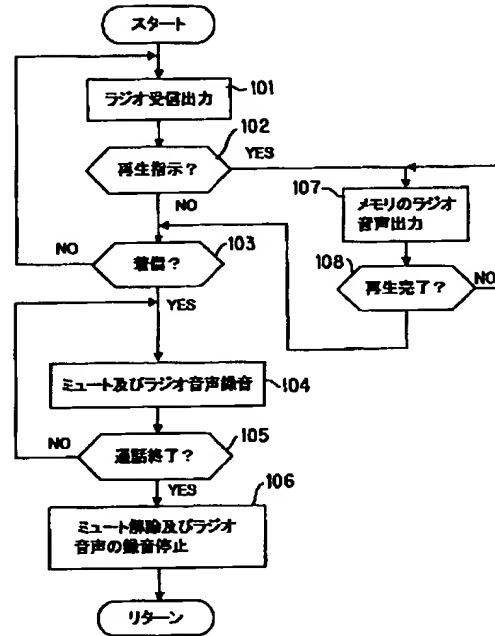 スタート
ラジオ受信出力
101
再生指示?
102
YES
NO
107
メモリのラジオ
音声出力
着信?
103
NO
YES
108
再生完了?
NO
ミュート及びラジオ音声録音
104
通話終了?
105
NO
YES
106
ミュート解除及びラジオ
音声の録音停止
リターン